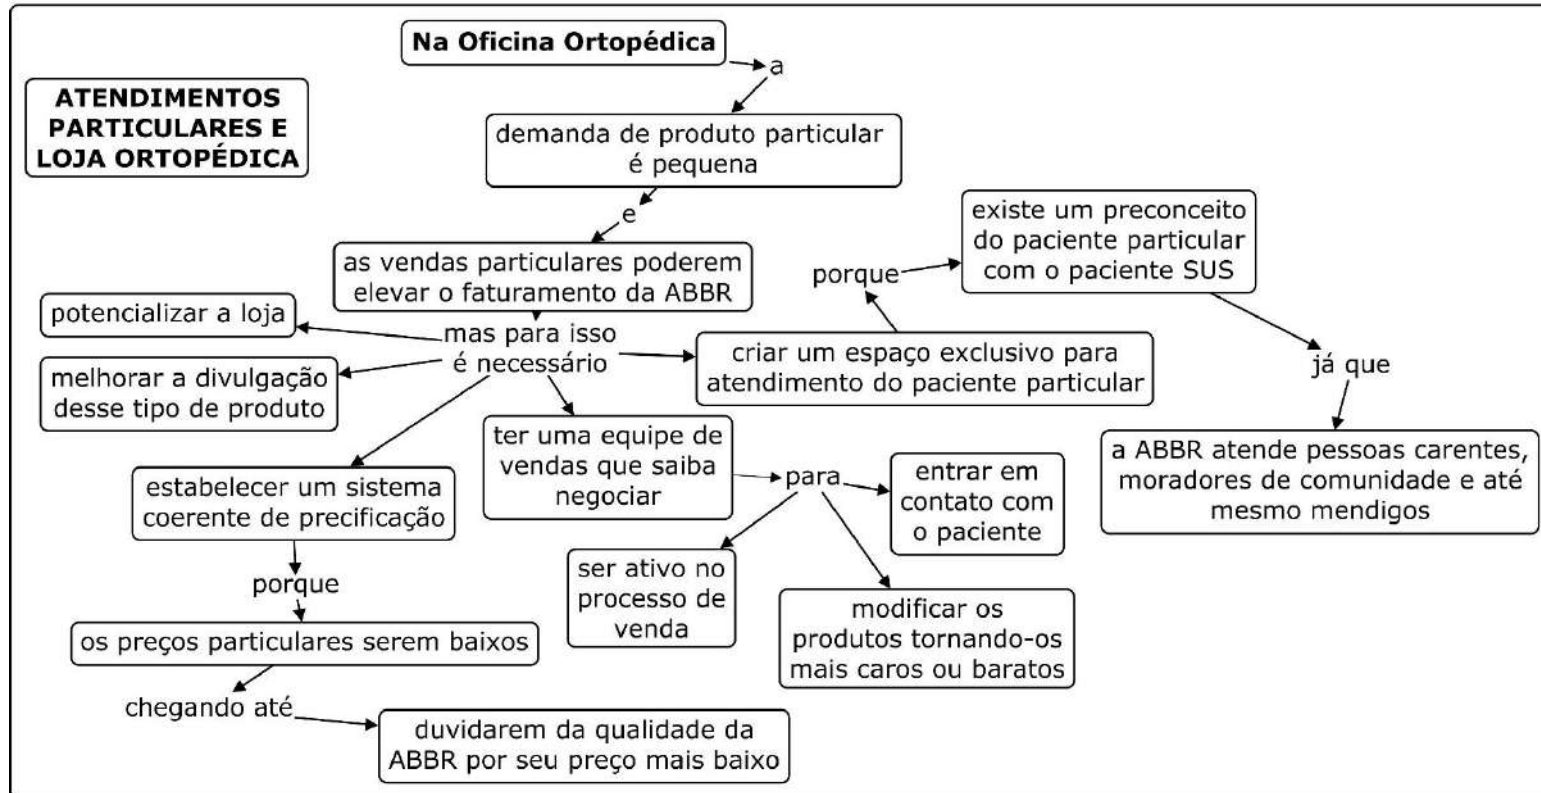 Na Oficina Ortopédica
a
ATENDIMENTOS
PARTICULARES E
LOJA ORTOPÉDICA
demanda de produto particular
é pequena
e
as vendas particulares poderem
elevar o faturamento da ABBR
mas para isso
é necessário
potencializar a loja
melhorar a divulgação
desse tipo de produto
estabelecer um sistema
coerente de precificação
porque
os preços particulares serem baixos
chegando até
duvidarem da qualidade da
ABBR por seu preço mais baixo
ter uma equipe de
vendas que saiba
negociar
para
ser ativo no
processo de
venda
modificar os
produtos tornando-os
mais caros ou baratos
entrar em
contato com
o paciente
criar um espaço exclusivo para
atendimento do paciente particular
porque
existe um preconceito
do paciente particular
com o paciente SUS
já que
a ABBR atende pessoas carentes,
moradores de comunidade e até
mesmo mendigos